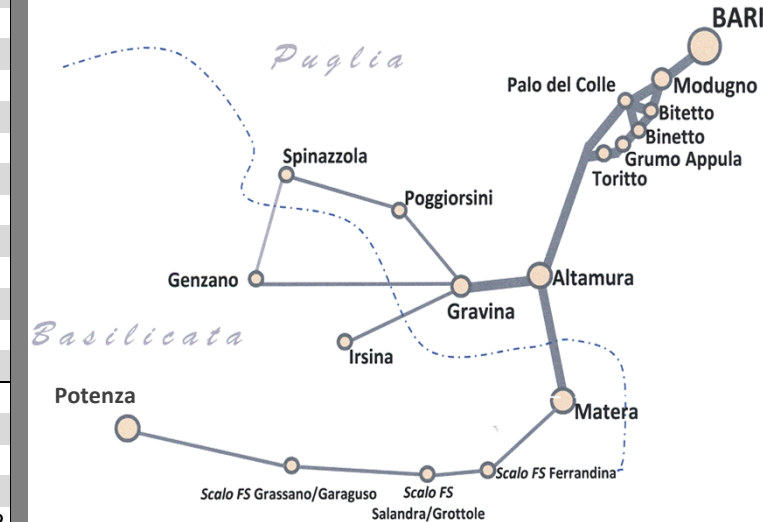 BARI
Puglia
Palo del Colle
Modugno
Bitetto
Binetto
Grumo Appula
Toritto
Spinazzola
Poggiorsini
Genzano
Altamura
Gravina
Basilicata
Irsina
Potenza
Matera
Scalo FS Ferrandina
Scalo FS Grassano/Garaguso
Scalo FS
Salandra/Grottole